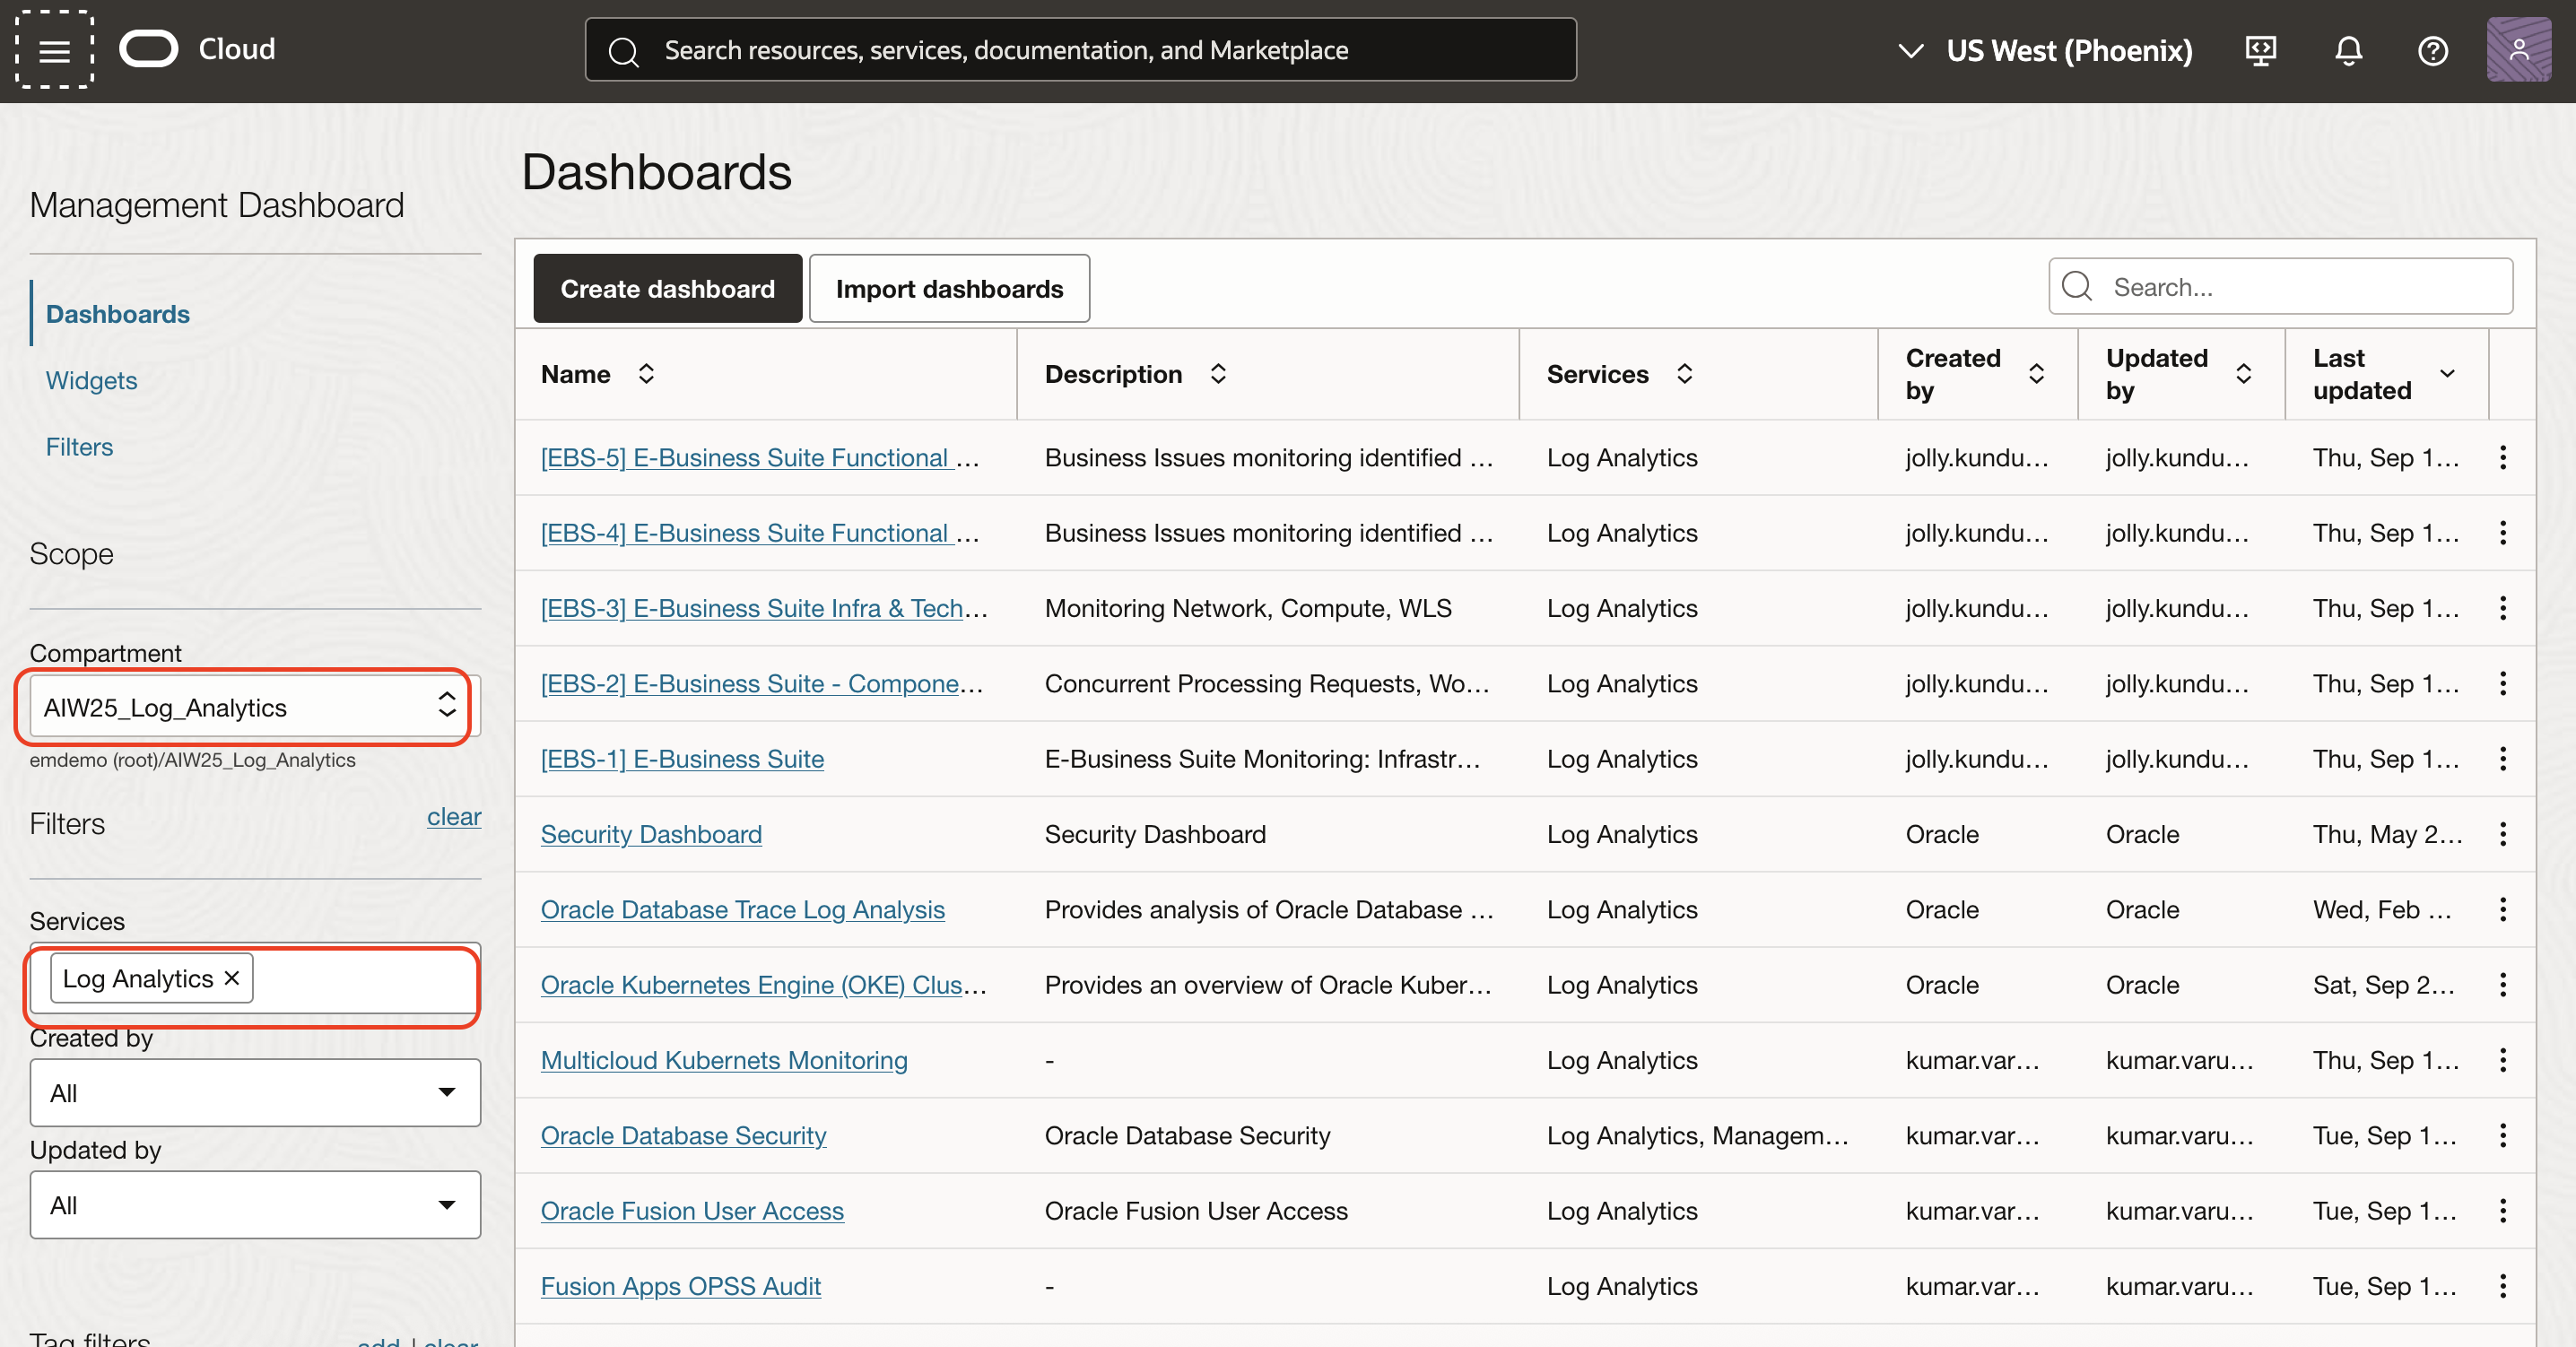 Cloud
Search resources, services, documentation, and Marketplace
US West (Phoenix)
Management Dashboard
Dashboards
Widgets
Filters
Scope
Compartment
AIW25_Log_Analytics
emdemo (root)/AIW25_Log_Analytics
Filters clear
Services
Log Analytics ×
Created by
All
Updated by
All
Tag filters add | clear
Dashboards
Create dashboard Import dashboards Search...
Name Description Services Created by Updated by Last updated
[EBS-5] E-Business Suite Functional ... Business Issues monitoring identified ... Log Analytics jolly.kundu... jolly.kundu... Thu, Sep 1...
[EBS-4] E-Business Suite Functional ... Business Issues monitoring identified ... Log Analytics jolly.kundu... jolly.kundu... Thu, Sep 1...
[EBS-3] E-Business Suite Infra & Tech... Monitoring Network, Compute, WLS Log Analytics jolly.kundu... jolly.kundu... Thu, Sep 1...
[EBS-2] E-Business Suite - Compone... Concurrent Processing Requests, Wo... Log Analytics jolly.kundu... jolly.kundu... Thu, Sep 1...
[EBS-1] E-Business Suite E-Business Suite Monitoring: Infrastr... Log Analytics jolly.kundu... jolly.kundu... Thu, Sep 1...
Security Dashboard Security Dashboard Log Analytics Oracle Oracle Thu, May 2...
Oracle Database Trace Log Analysis Provides analysis of Oracle Database ... Log Analytics Oracle Oracle Wed, Feb ...
Oracle Kubernetes Engine (OKE) Clus... Provides an overview of Oracle Kuber... Log Analytics Oracle Oracle Sat, Sep 2...
Multicloud Kubernets Monitoring - Log Analytics kumar.var... kumar.varu... Thu, Sep 1...
Oracle Database Security Oracle Database Security Log Analytics, Managem... kumar.var... kumar.varu... Tue, Sep 1...
Oracle Fusion User Access Oracle Fusion User Access Log Analytics kumar.var... kumar.varu... Tue, Sep 1...
Fusion Apps OPSS Audit - Log Analytics kumar.var... kumar.varu... Tue, Sep 1...